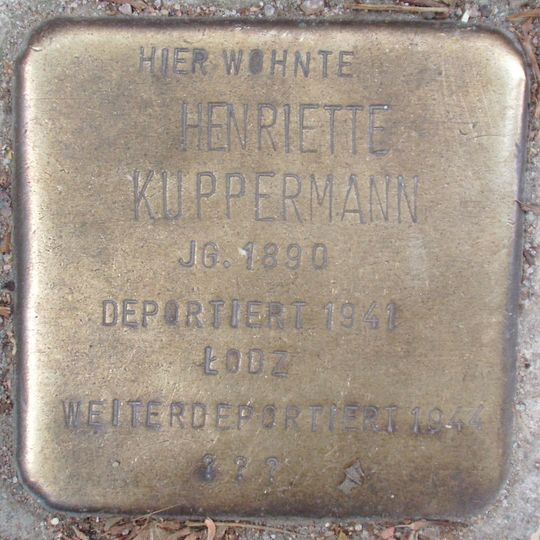 HIER WOHNTE
HENRIETTE
KUPPERMANN
JG. 1890
DEPORTIERT 1941
ŁODZ
WEITERDEPORTIERT 1944
? ? ?